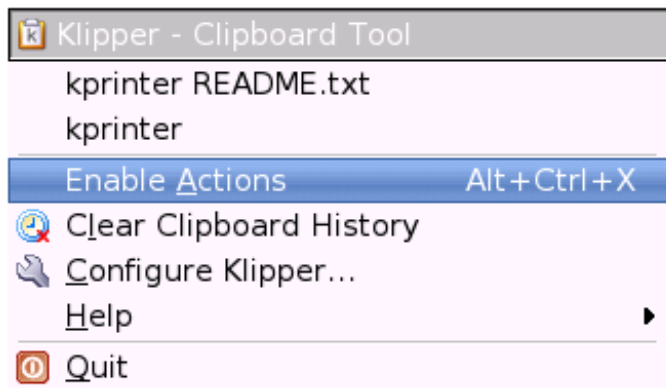 Klipper - Clipboard Tool
kprinter README.txt
kprinter
Enable Actions Alt+Ctrl+X
Clear Clipboard History
Configure Klipper...
Help
Quit